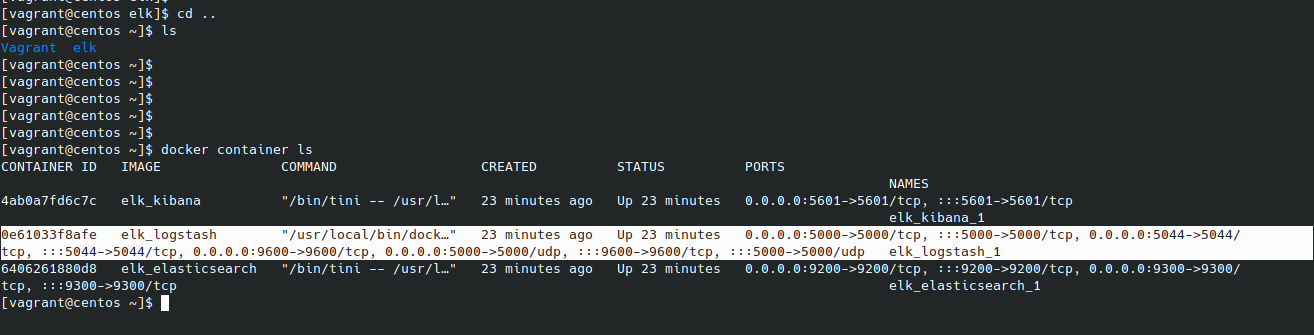 [vagrant@centos elk]$
[vagrant@centos elk]$ cd ..
[vagrant@centos ~]$ ls
Vagrant  elk
[vagrant@centos ~]$
[vagrant@centos ~]$
[vagrant@centos ~]$
[vagrant@centos ~]$
[vagrant@centos ~]$
[vagrant@centos ~]$ docker container ls
CONTAINER ID   IMAGE               COMMAND                  CREATED          STATUS          PORTS
NAMES
4ab0a7fd6c7c   elk_kibana          "/bin/tini -- /usr/l…"   23 minutes ago   Up 23 minutes   0.0.0.0:5601->5601/tcp, :::5601->5601/tcp
elk_kibana_1
0e61033f8afe   elk_logstash        "/usr/local/bin/dock…"   23 minutes ago   Up 23 minutes   0.0.0.0:5000->5000/tcp, :::5000->5000/tcp, 0.0.0.0:5044->5044/
tcp, :::5044->5044/tcp, 0.0.0.0:9600->9600/tcp, 0.0.0.0:5000->5000/udp, :::9600->9600/tcp, :::5000->5000/udp   elk_logstash_1
6406261880d8   elk_elasticsearch   "/bin/tini -- /usr/l…"   23 minutes ago   Up 23 minutes   0.0.0.0:9200->9200/tcp, :::9200->9200/tcp, 0.0.0.0:9300->9300/
tcp, :::9300->9300/tcp   elk_elasticsearch_1
[vagrant@centos ~]$